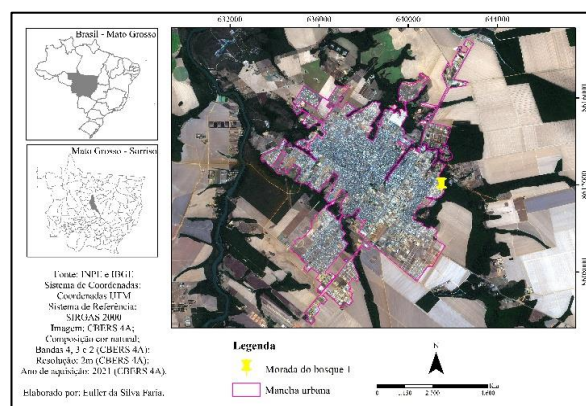 632000 636000 640000 644000
Brasil - Mato Grosso
Mato Grosso - Sorriso
Fonte: INPE e IBGE
Sistema de Coordenadas:
Coordenadas UTM
Sistema de Referência:
SIRGAS 2000
Imagem: CBERS 4A;
Composição cor natural;
Bandas 4, 3 e 2 (CBERS 4A);
Resolução: 2m (CBERS 4A);
Ano de aquisição: 2021 (CBERS 4A).
Elaborado por: Euller da Silva Faria.
Legenda
Morada do bosque 1
Mancha urbana
N
Km